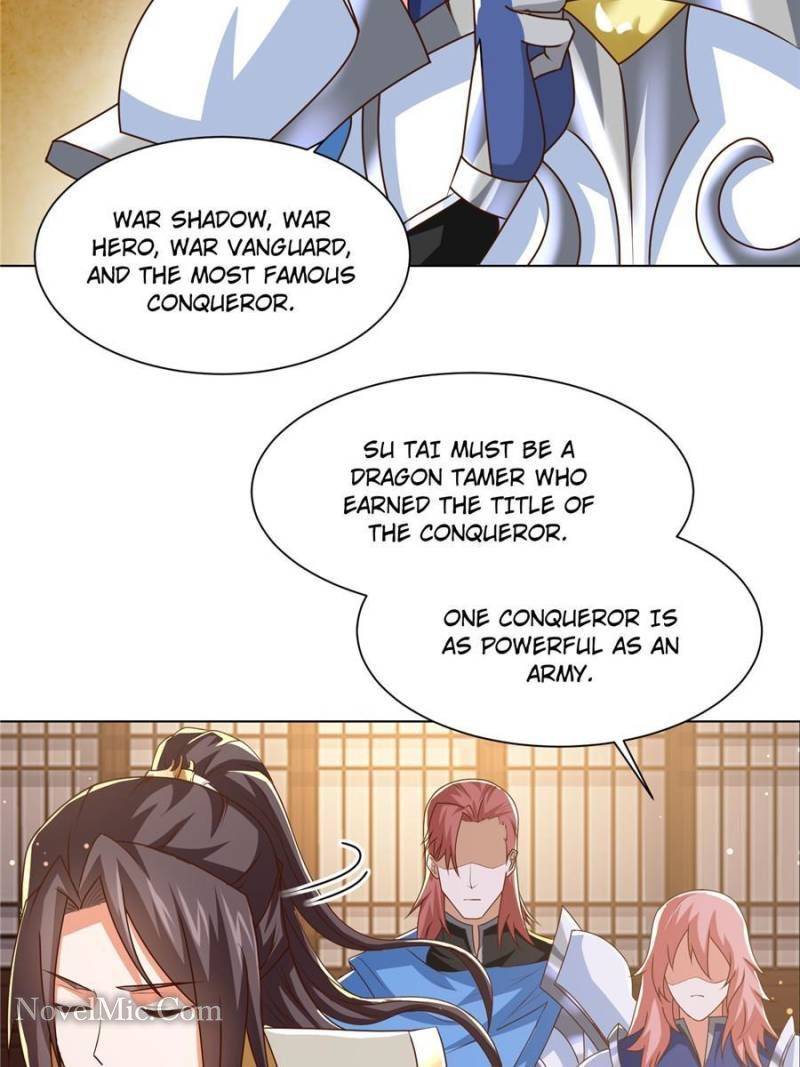 WAR SHADOW, WAR
HERO, WAR VANGUARD,
AND THE MOST FAMOUS
CONQUEROR.
SU TAI MUST BE A
DRAGON TAMER WHO
EARNED THE TITLE OF
THE CONQUEROR.
ONE CONQUEROR IS
AS POWERFUL AS AN
ARMY.
NovelMic.Com